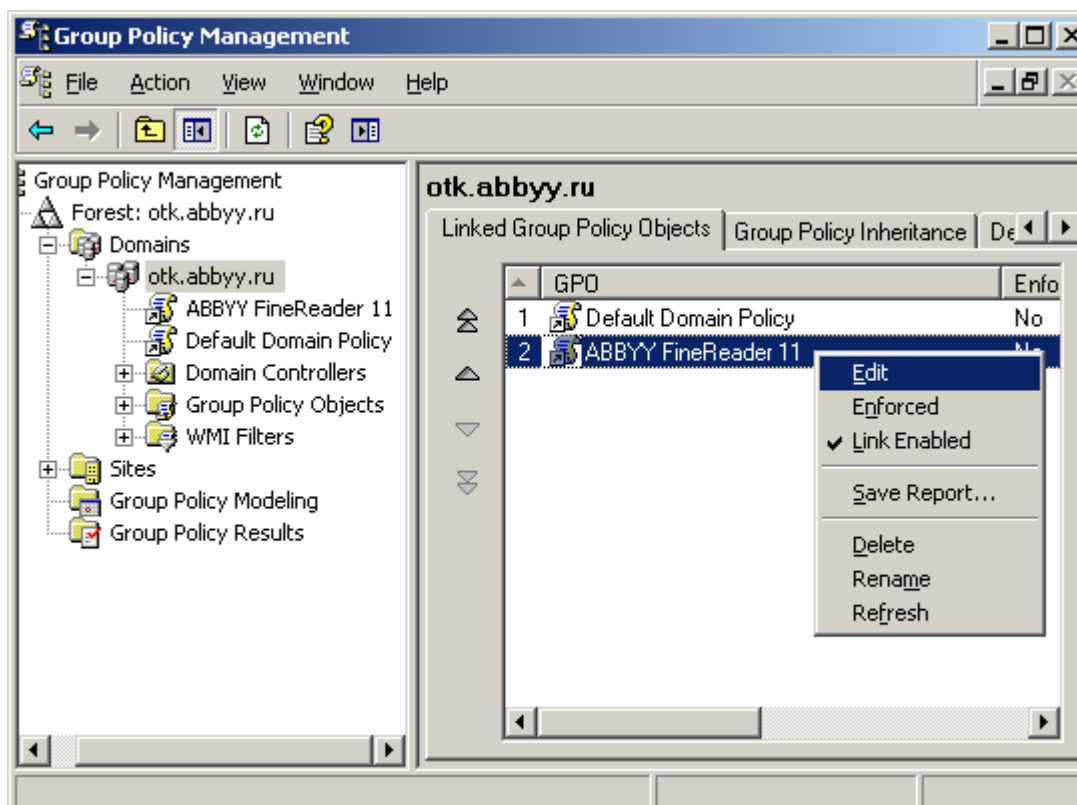 Group Policy Management
File Action View Window Help
Group Policy Management
Forest: otk.abbyy.ru
Domains
otk.abbyy.ru
ABBYY FineReader 11
Default Domain Policy
Domain Controllers
Group Policy Objects
WMI Filters
Sites
Group Policy Modeling
Group Policy Results
otk.abbyy.ru
Linked Group Policy Objects Group Policy Inheritance De
GPO Enfo
1 Default Domain Policy No
2 ABBYY FineReader 11 No
Edit
Enforced
Link Enabled
Save Report...
Delete
Rename
Refresh